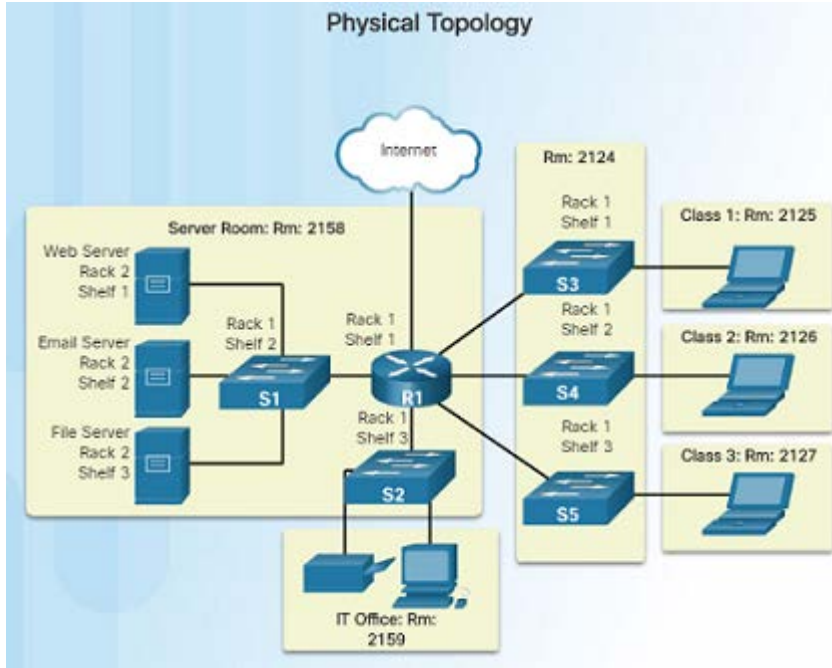 Physical Topology
Internet
Rm: 2124
Rack 1
Shelf 1
S3
Rack 1
Shelf 2
S4
Rack 1
Shelf 3
S5
Class 1: Rm: 2125
Class 2: Rm: 2126
Class 3: Rm: 2127
Server Room: Rm: 2158
Web Server
Rack 2
Shelf 1
Email Server
Rack 2
Shelf 2
File Server
Rack 2
Shelf 3
Rack 1
Shelf 2
S1
Rack 1
Shelf 1
R1
Rack 1
Shelf 3
S2
IT Office: Rm:
2159